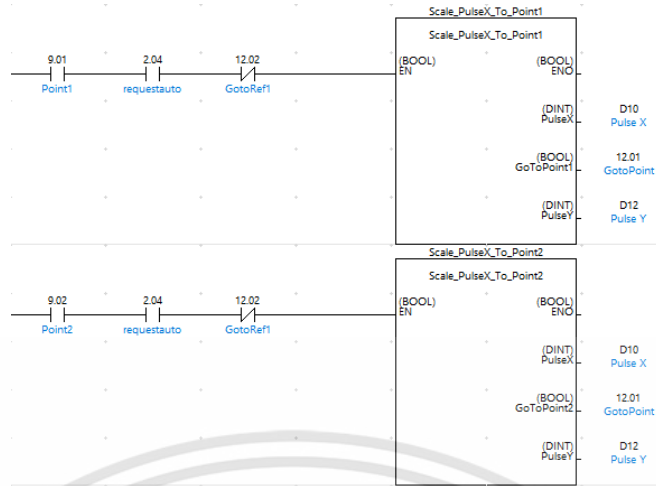 Scale_PulseX_To_Point1
Scale_PulseX_To_Point1
9.01 2.04 12.02
(BOOL) (BOOL)
EN ENO
Point1 requestauto GotoRef1
(DINT) D10
PulseX Pulse X
(BOOL) 12.01
GoToPoint1 GotoPoint
(DINT) D12
PulseY Pulse Y
Scale_PulseX_To_Point2
Scale_PulseX_To_Point2
9.02 2.04 12.02
(BOOL) (BOOL)
EN ENO
Point2 requestauto GotoRef1
(DINT) D10
PulseX Pulse X
(BOOL) 12.01
GoToPoint2 GotoPoint
(DINT) D12
PulseY Pulse Y